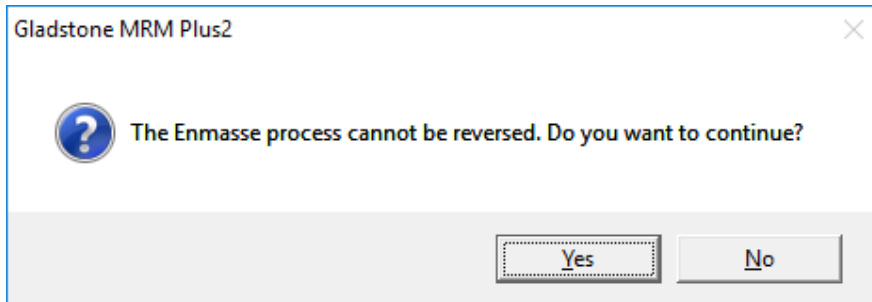 Gladstone MRM Plus2
The Enmasse process cannot be reversed. Do you want to continue?
Yes
No